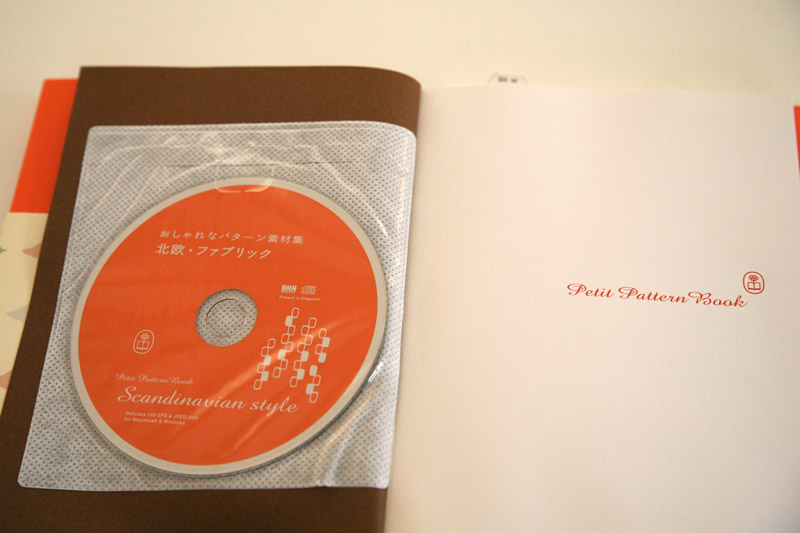 おしゃれなパターン素材集
北欧・ファブリック
BNN
Printed in Singapore
Petit Pattern Book
Scandinavian style
Includes 140 EPS & JPEG files
for Macintosh & Windows
Petit Pattern Book